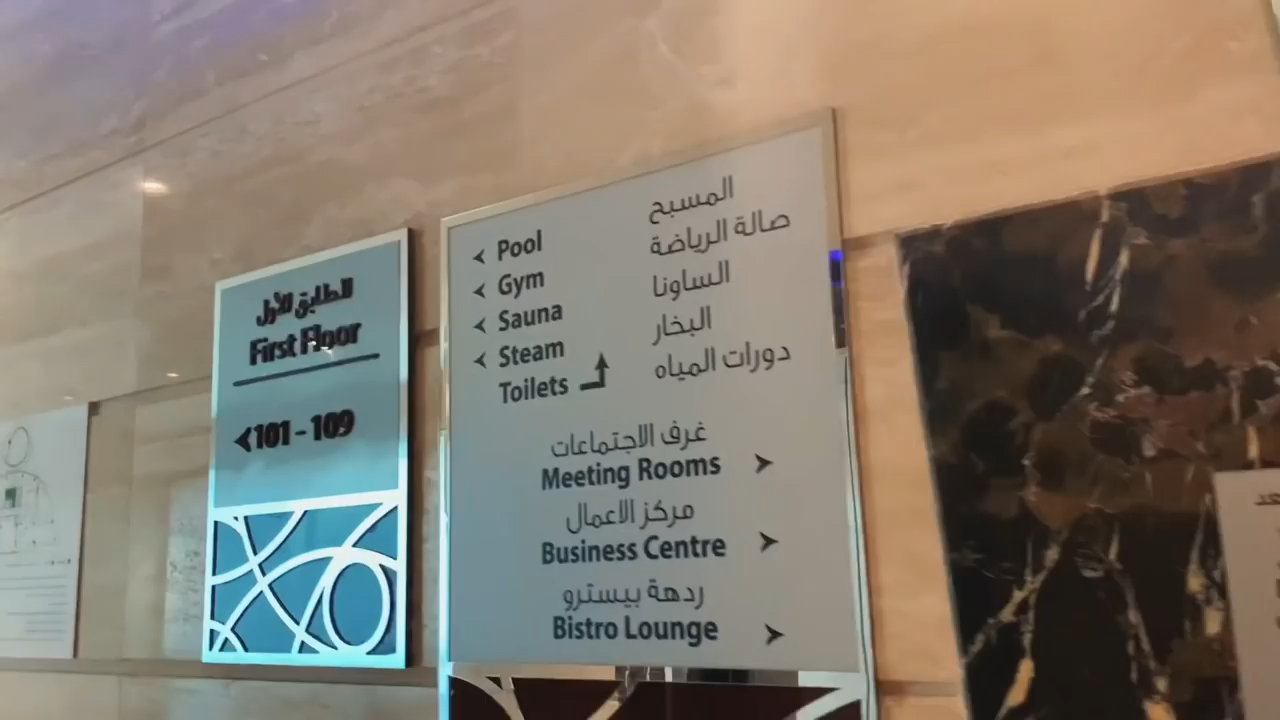 الطابق الأول
First Floor
101 - 109
Pool المسبح
Gym صالة الرياضة
Sauna الساونا
Steam البخار
Toilets دورات المياه
غرف الاجتماعات
Meeting Rooms
مركز الاعمال
Business Centre
ردهة بيسترو
Bistro Lounge